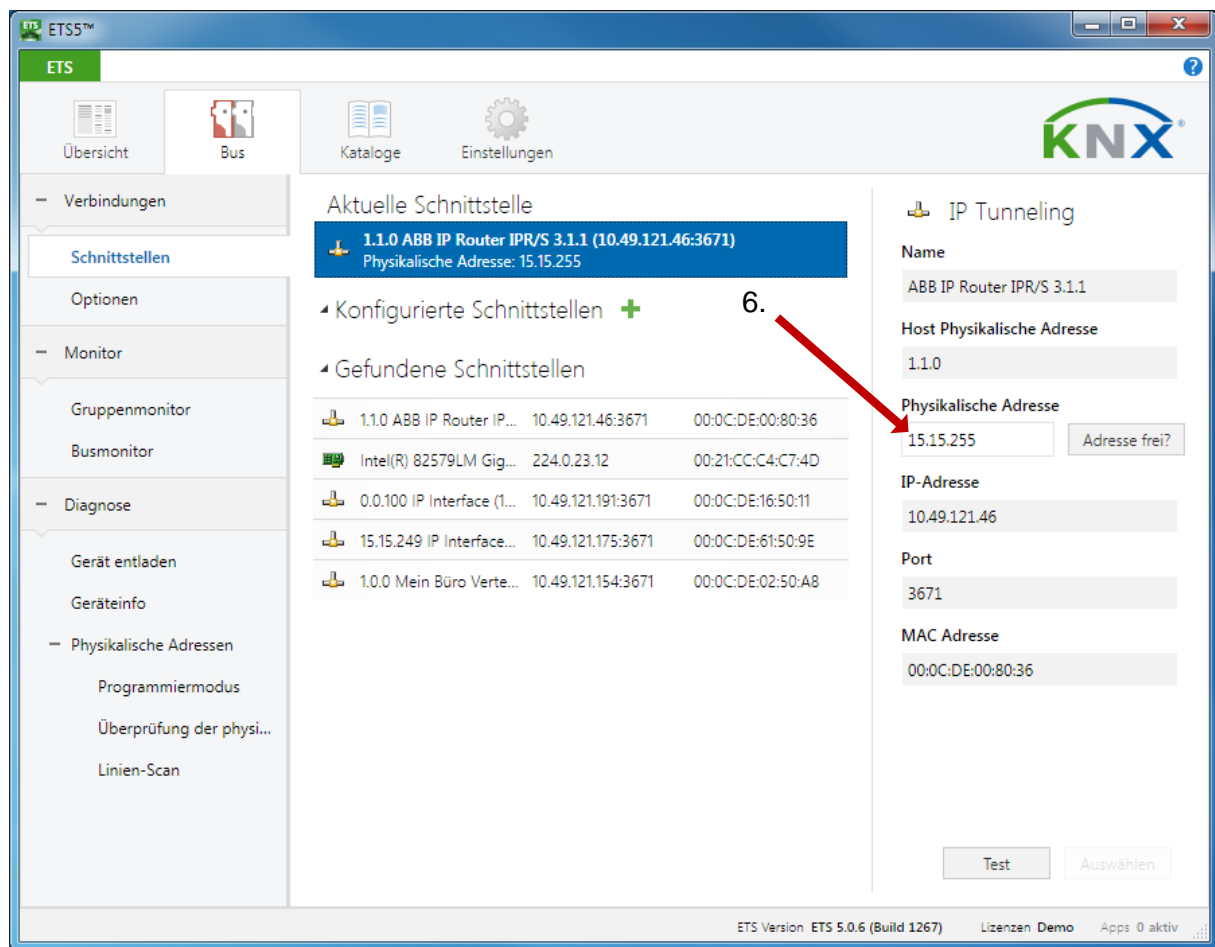 ETS5™
ETS
Übersicht
Bus
Kataloge
Einstellungen
KNX®
Verbindungen
Schnittstellen
Optionen
Monitor
Gruppenmonitor
Busmonitor
Diagnose
Gerät entladen
Geräteinfo
Physikalische Adressen
Programmiermodus
Überprüfung der physi...
Linien-Scan
Aktuelle Schnittstelle
1.1.0 ABB IP Router IPR/S 3.1.1 (10.49.121.46:3671)
Physikalische Adresse: 15.15.255
Konfigurierte Schnittstellen
Gefundene Schnittstellen
1.1.0 ABB IP Router IP... 10.49.121.46:3671 00:0C:DE:00:80:36
Intel(R) 82579LM Gig... 224.0.23.12 00:21:CC:C4:C7:4D
0.0.100 IP Interface (1... 10.49.121.191:3671 00:0C:DE:16:50:11
15.15.249 IP Interface... 10.49.121.175:3671 00:0C:DE:61:50:9E
1.0.0 Mein Büro Verte... 10.49.121.154:3671 00:0C:DE:02:50:A8
6.
IP Tunneling
Name
ABB IP Router IPR/S 3.1.1
Host Physikalische Adresse
1.1.0
Physikalische Adresse
15.15.255 Adresse frei?
IP-Adresse
10.49.121.46
Port
3671
MAC Adresse
00:0C:DE:00:80:36
Test Auswählen
ETS Version ETS 5.0.6 (Build 1267) Lizenzen Demo Apps 0 aktiv